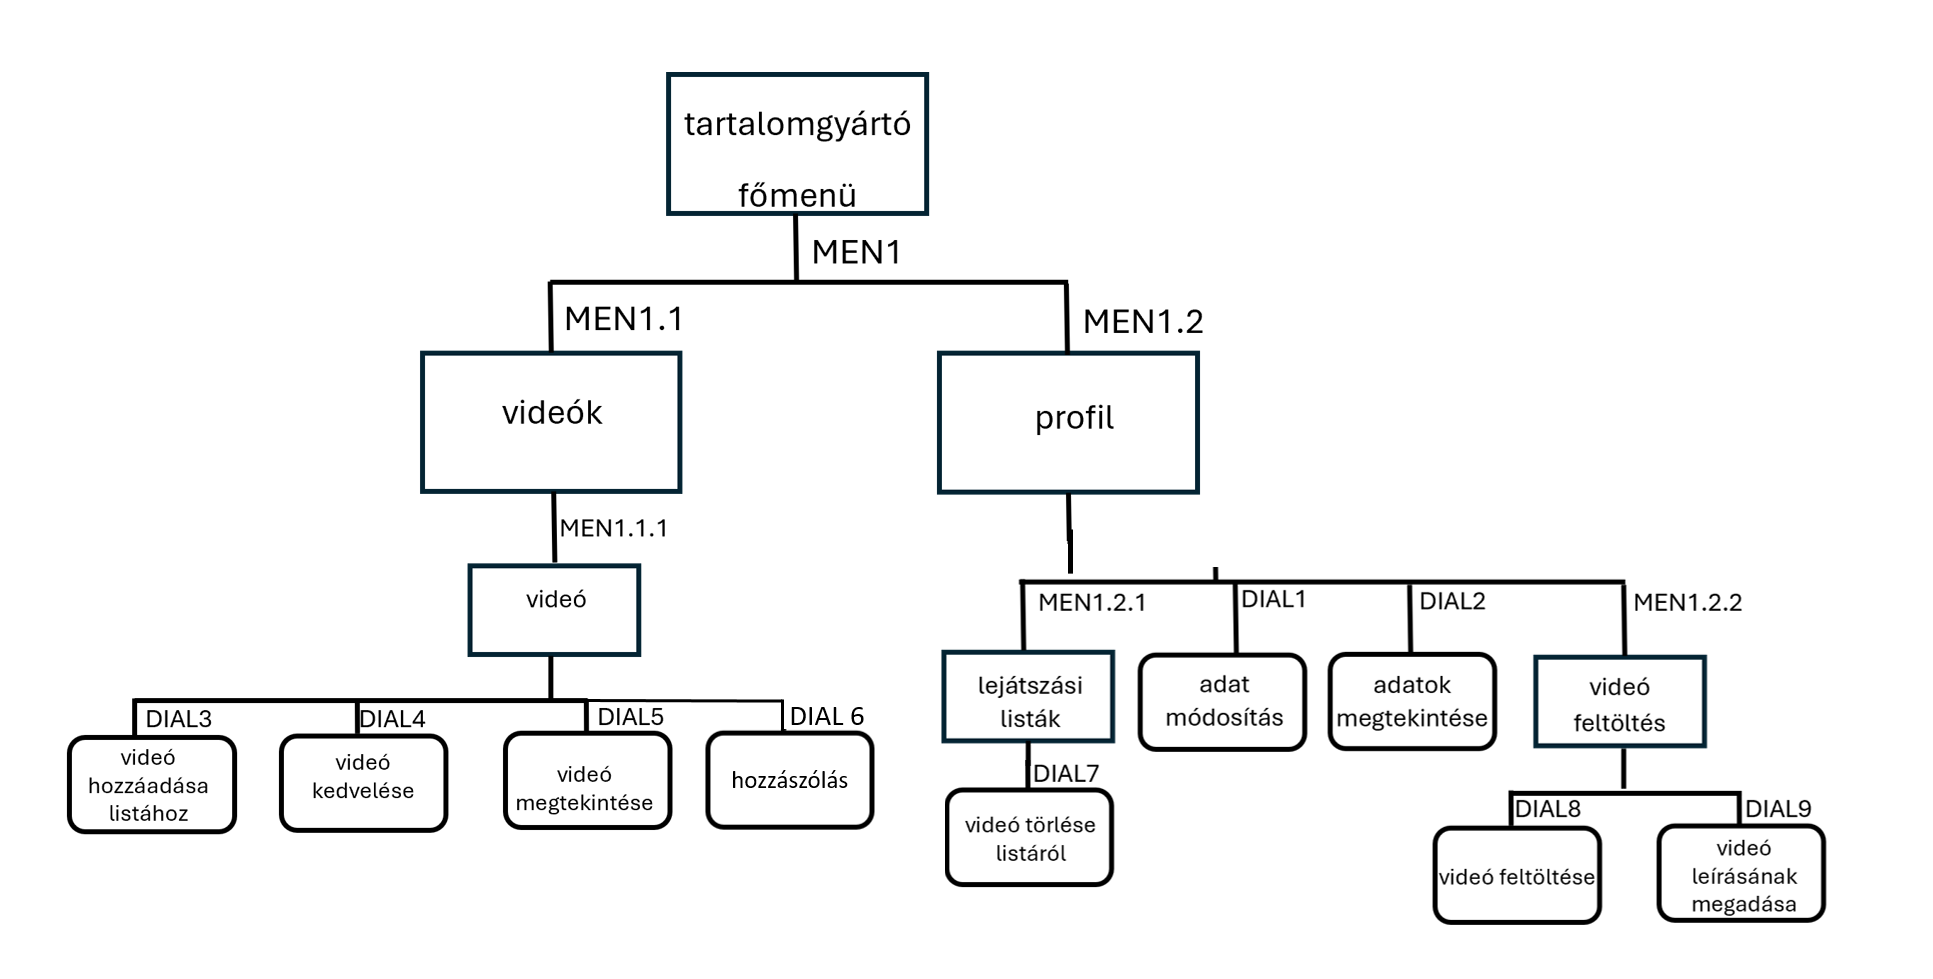 tartalomgyártó
főmenü
MEN1
MEN1.1
MEN1.2
videók
profil
MEN1.1.1
videó
MEN1.2.1
DIAL1
DIAL2
MEN1.2.2
lejátszási
listák
adat
módosítás
adatok
megtekintése
videó
feltöltés
DIAL3
DIAL4
DIAL5
DIAL 6
videó
hozzáadása
listához
videó
kedvelése
videó
megtekintése
hozzászólás
DIAL7
videó törlése
listáról
DIAL8
DIAL9
videó feltöltése
videó
leírásának
megadása